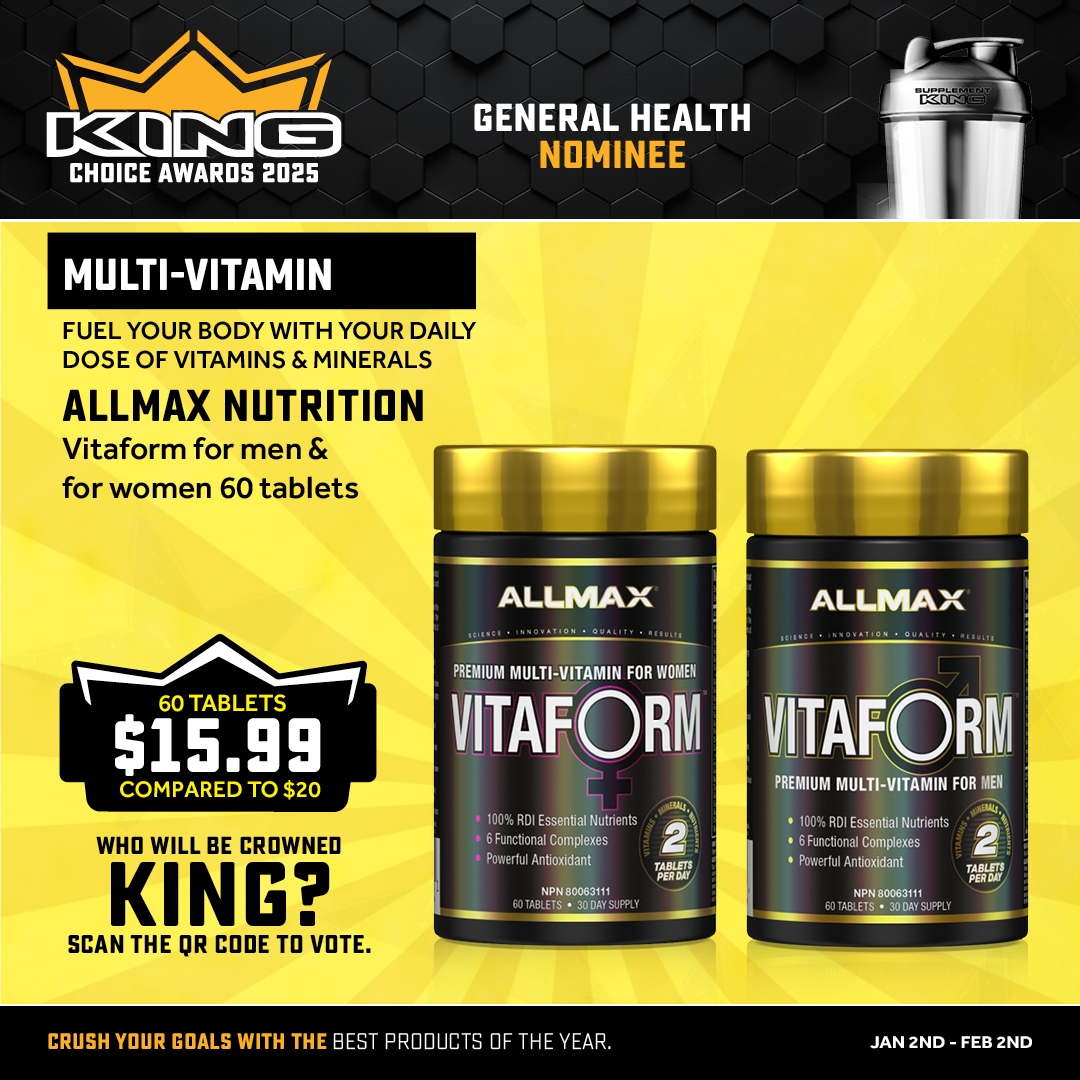 KING
CHOICE AWARDS 2025
GENERAL HEALTH
NOMINEE
SUPPLEMENT
KING
MULTI-VITAMIN
FUEL YOUR BODY WITH YOUR DAILY
DOSE OF VITAMINS & MINERALS
ALLMAX NUTRITION
Vitaform for men &
for women 60 tablets
60 TABLETS
$15.99
COMPARED TO $20
WHO WILL BE CROWNED
KING?
SCAN THE QR CODE TO VOTE.
ALLMAX
SCIENCE • INNOVATION • QUALITY • RESULTS
PREMIUM MULTI-VITAMIN FOR WOMEN
VITAFORM™
• 100% RDI Essential Nutrients
• 6 Functional Complexes
• Powerful Antioxidant
VITAMINS • MINERALS • NUTRIENTS
2
TABLETS
PER DAY
NPN 80063111
60 TABLETS • 30 DAY SUPPLY
ALLMAX
SCIENCE • INNOVATION • QUALITY • RESULTS
VITAFORM™
PREMIUM MULTI-VITAMIN FOR MEN
• 100% RDI Essential Nutrients
• 6 Functional Complexes
• Powerful Antioxidant
VITAMINS • MINERALS • NUTRIENTS
2
TABLETS
PER DAY
NPN 80063111
60 TABLETS • 30 DAY SUPPLY
CRUSH YOUR GOALS WITH THE BEST PRODUCTS OF THE YEAR.
JAN 2ND - FEB 2ND